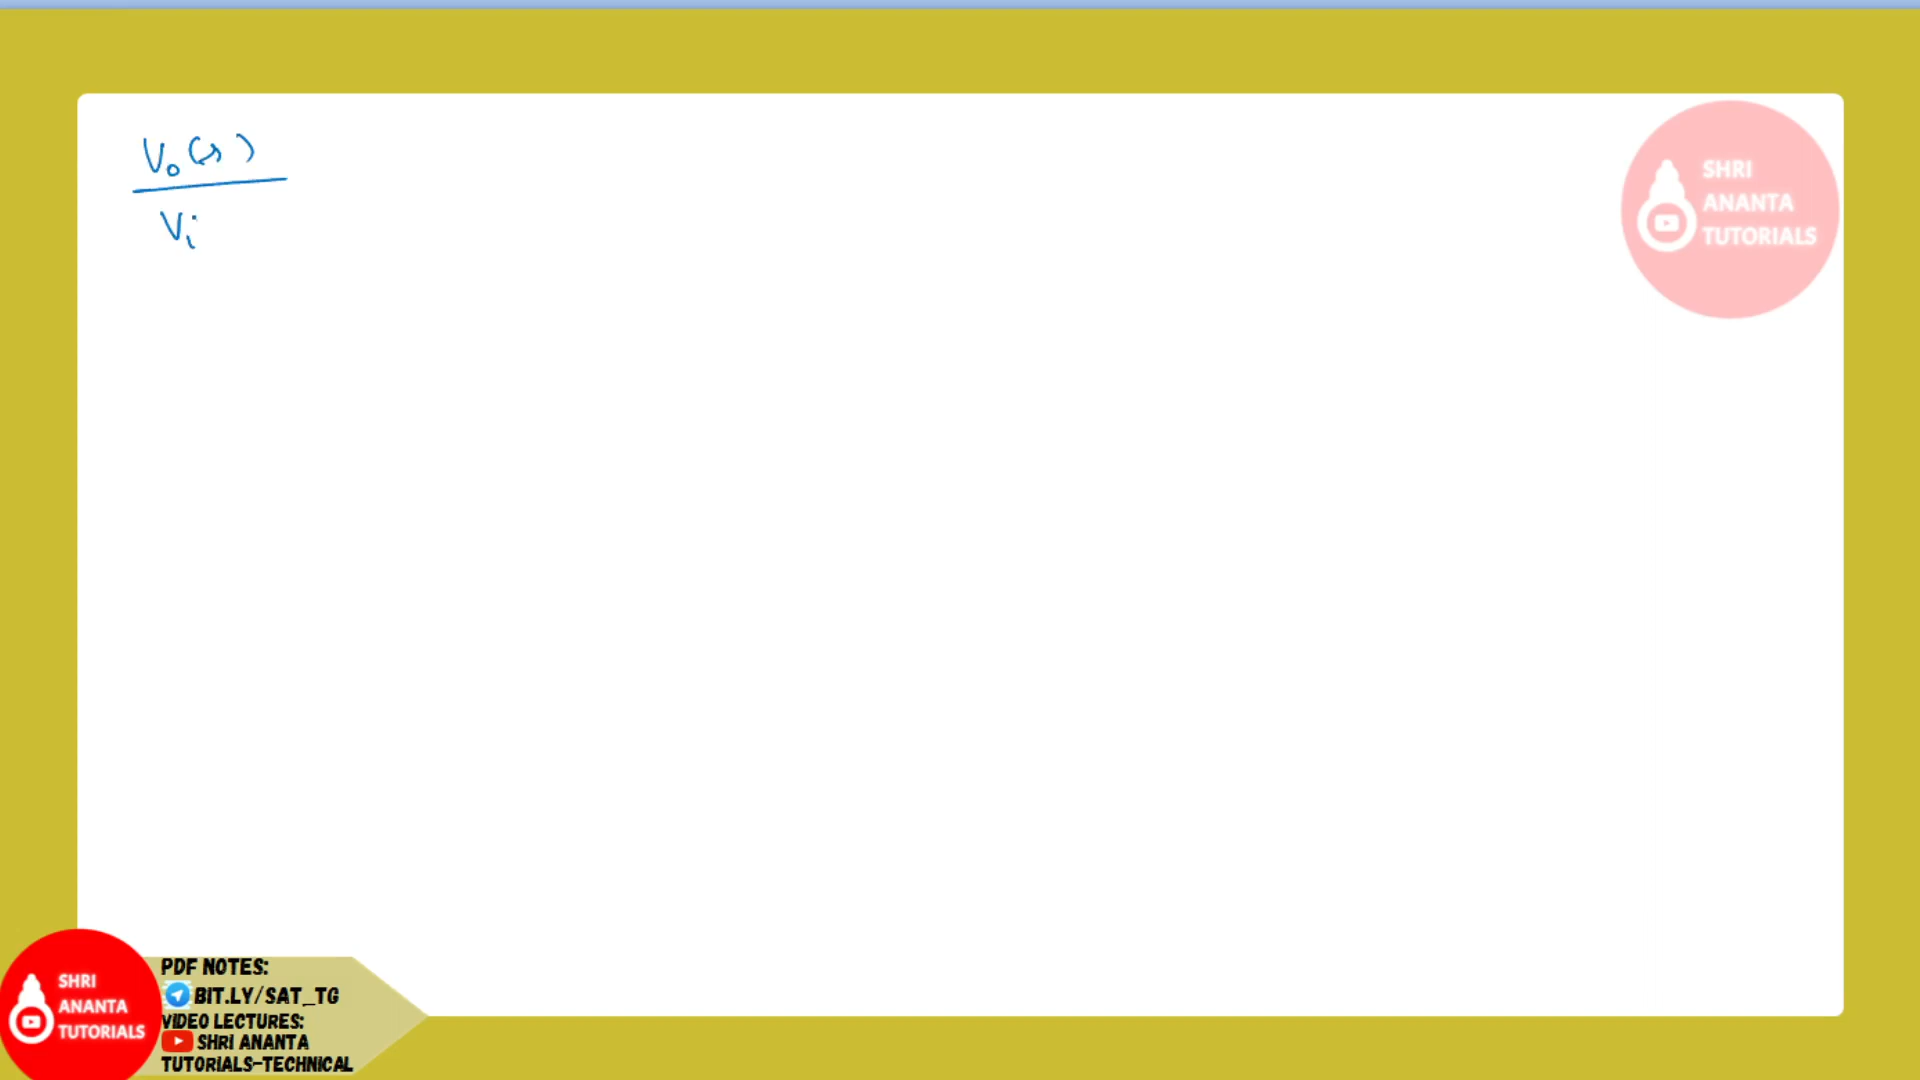 V₀(s)
Vᵢ
SHRI
ANANTA
TUTORIALS
SHRI
ANANTA
TUTORIALS
PDF NOTES:
BIT.LY/SAT_TG
VIDEO LECTURES:
SHRI ANANTA
TUTORIALS-TECHNICAL